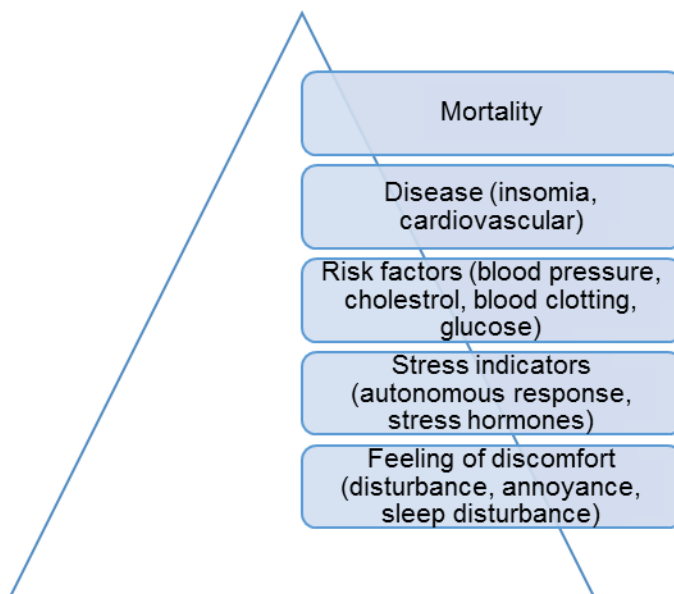 Mortality
Disease (insomia,
cardiovascular)
Risk factors (blood pressure,
cholestrol, blood clotting,
glucose)
Stress indicators
(autonomous response,
stress hormones)
Feeling of discomfort
(disturbance, annoyance,
sleep disturbance)